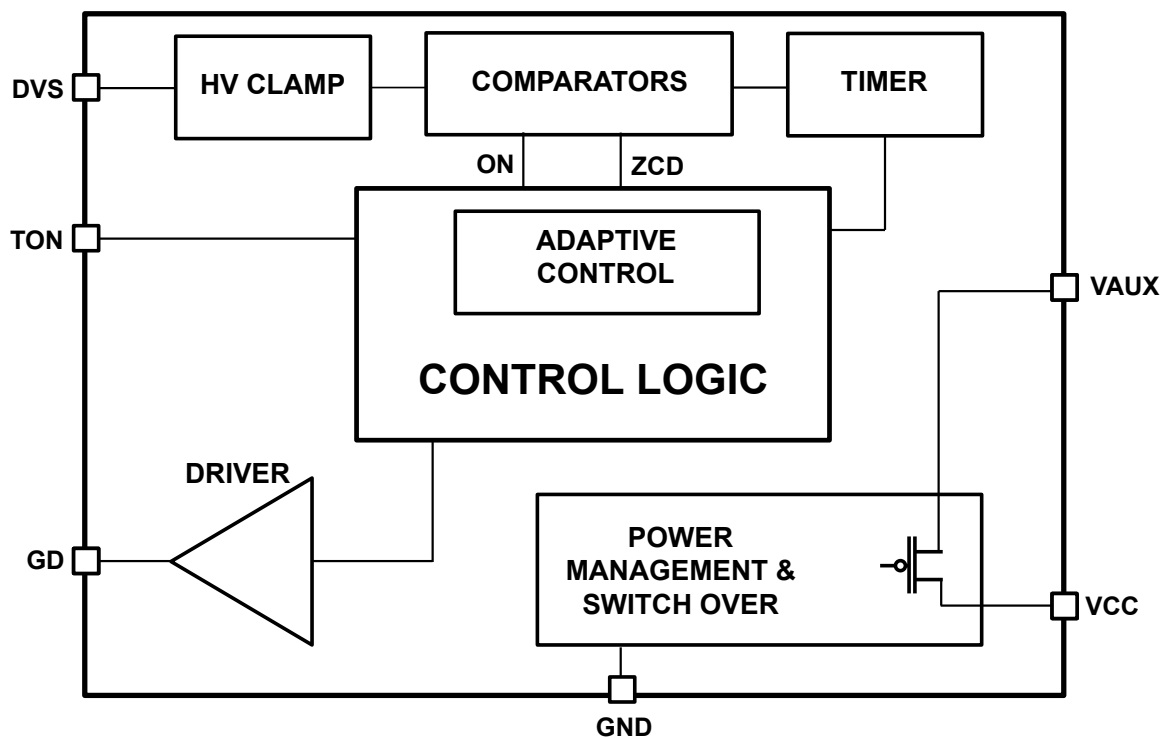 DVS
HV CLAMP
COMPARATORS
TIMER
ON
ZCD
TON
ADAPTIVE
CONTROL
CONTROL LOGIC
VAUX
DRIVER
GD
POWER
MANAGEMENT &
SWITCH OVER
VCC
GND